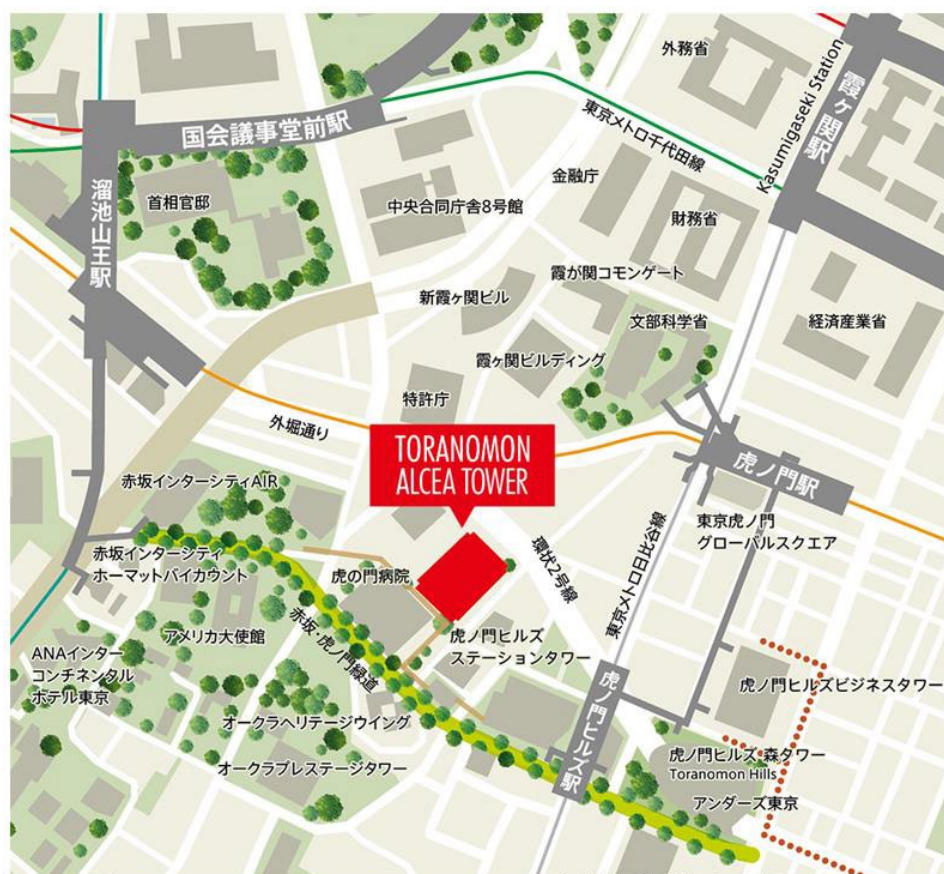 外務省
Kasumigaseki Station
霞ヶ関駅
国会議事堂前駅
東京メトロ千代田線
溜池山王駅
首相官邸
中央合同庁舎8号館
金融庁
財務省
霞が関コモンゲート
新霞ヶ関ビル
文部科学省
経済産業省
霞ヶ関ビルディング
特許庁
外堀通り
TORANOMON
ALCEA TOWER
虎ノ門駅
赤坂インターシティAIR
東京虎ノ門
グローバルスクエア
環状2号線
東京メトロ日比谷線
赤坂インターシティ
ホーマットバイカウント
虎の門病院
赤坂・虎ノ門緑道
アメリカ大使館
虎ノ門ヒルズ
ステーションタワー
ANAインター
コンチネンタル
ホテル東京
虎ノ門ヒルズビジネスタワー
虎ノ門ヒルズ駅
オークラヘリテージウイング
オークラプレステージタワー
虎ノ門ヒルズ 森タワー
Toranomon Hills
アンダーズ東京